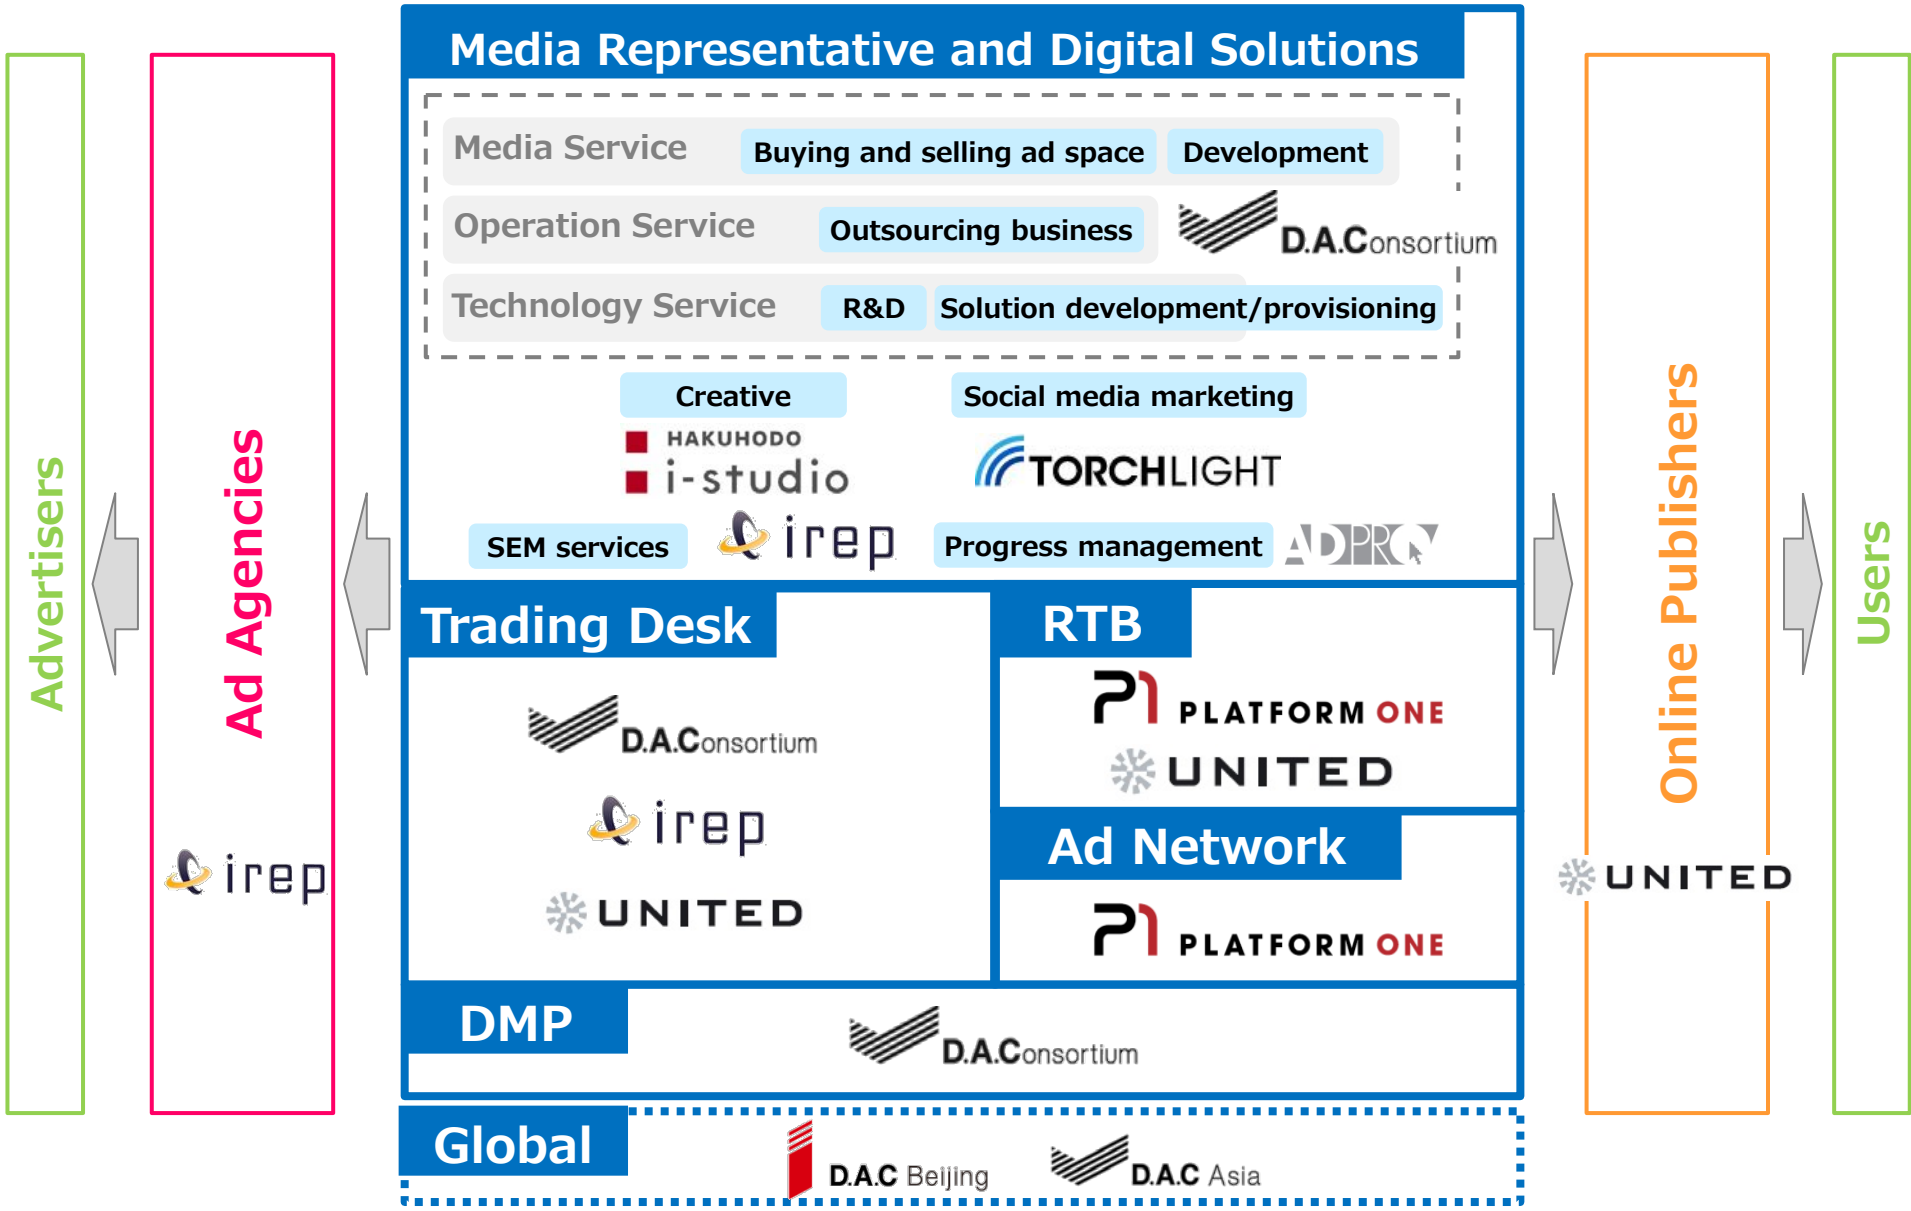 Media Representative and Digital Solutions
Media Service
Buying and selling ad space
Development
Operation Service
Outsourcing business
D.A.Consortium
Technology Service
R&D
Solution development/provisioning
Creative
Social media marketing
HAKUHODO
i-studio
TORCHLIGHT
SEM services
irep
Progress management
ADPRO
Advertisers
Ad Agencies
irep
Trading Desk
D.A.Consortium
irep
UNITED
RTB
P1 PLATFORM ONE
UNITED
Ad Network
P1 PLATFORM ONE
DMP
D.A.Consortium
Global
D.A.C Beijing
D.A.C Asia
Online Publishers
UNITED
Users